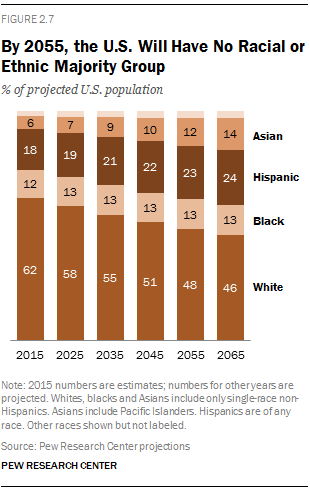 FIGURE 2.7
By 2055, the U.S. Will Have No Racial or
Ethnic Majority Group
% of projected U.S. population
6 7 9 10 12 14 Asian
18 19 21 22 23 24 Hispanic
12 13 13 13 13 13 Black
62 58 55 51 48 46 White
2015 2025 2035 2045 2055 2065
Note: 2015 numbers are estimates; numbers for other years are
projected. Whites, blacks and Asians include only single-race non-
Hispanics. Asians include Pacific Islanders. Hispanics are of any
race. Other races shown but not labeled.
Source: Pew Research Center projections
PEW RESEARCH CENTER